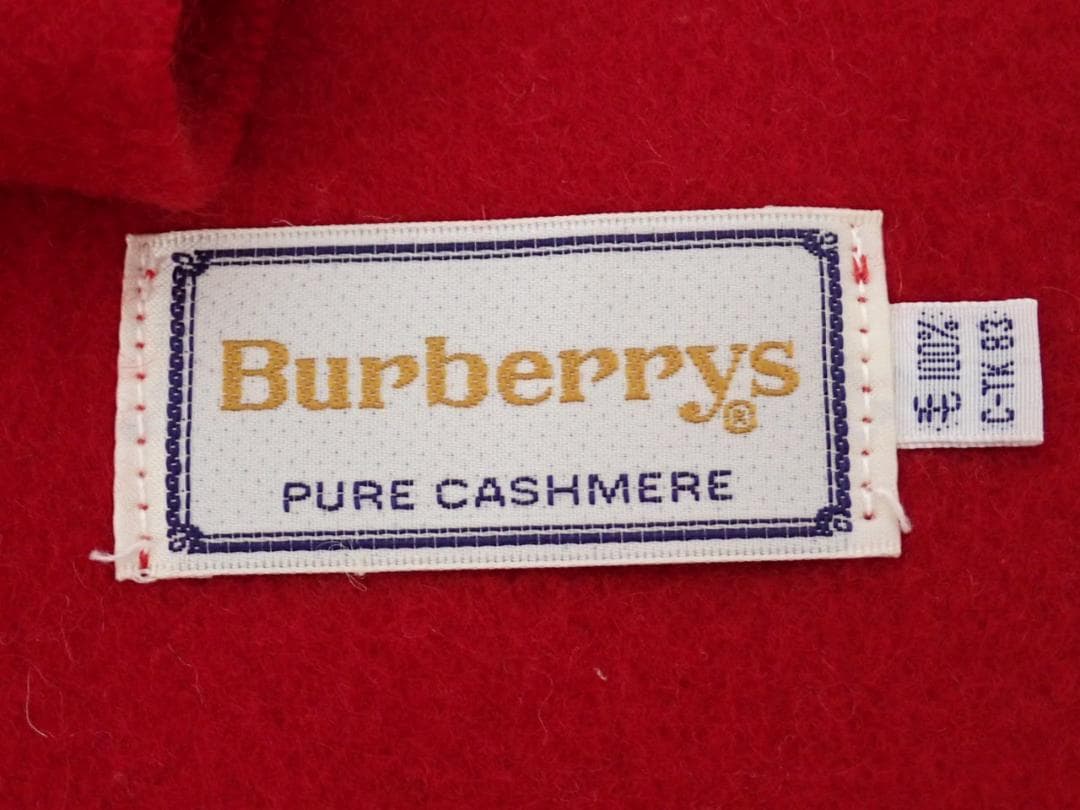 Burberrys®
PURE CASHMERE
毛 100%
C-TK 83